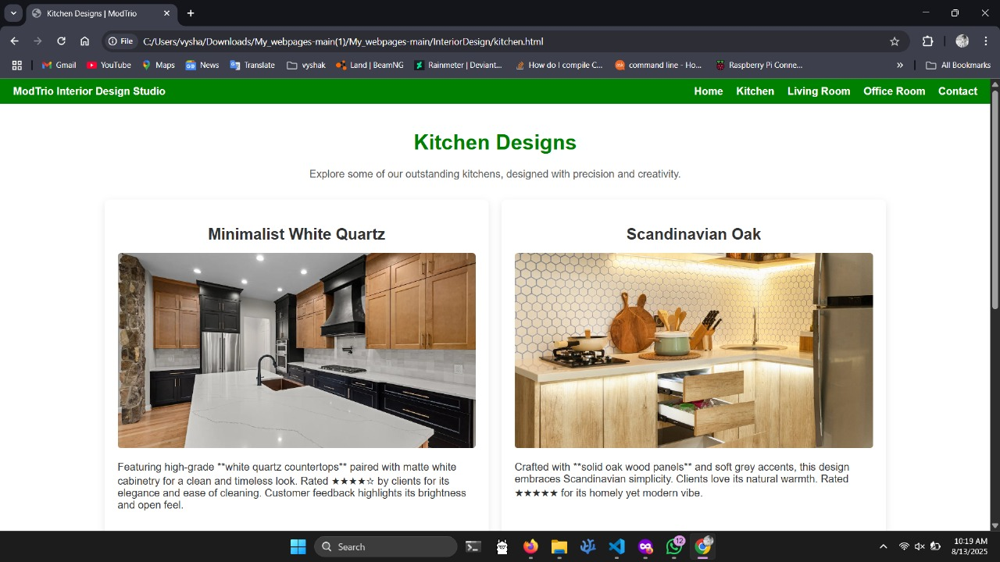 Kitchen Designs | ModTrio
File C:/Users/vysha/Downloads/My_webpages-main(1)/My_webpages-main/InteriorDesign/kitchen.html
Gmail YouTube Maps News Translate vyshak Land | BeamNG Rainmeter | Deviant... How do I compile C... command line - Ho... Raspberry Pi Conne... » All Bookmarks
ModTrio Interior Design Studio Home Kitchen Living Room Office Room Contact
Kitchen Designs
Explore some of our outstanding kitchens, designed with precision and creativity.
Minimalist White Quartz
Featuring high-grade **white quartz countertops** paired with matte white
cabinetry for a clean and timeless look. Rated ★★★★☆ by clients for its
elegance and ease of cleaning. Customer feedback highlights its brightness
and open feel.
Scandinavian Oak
Crafted with **solid oak wood panels** and soft grey accents, this design
embraces Scandinavian simplicity. Clients love its natural warmth. Rated
★★★★★ for its homely yet modern vibe.
Search
12
10:19 AM
8/13/2025